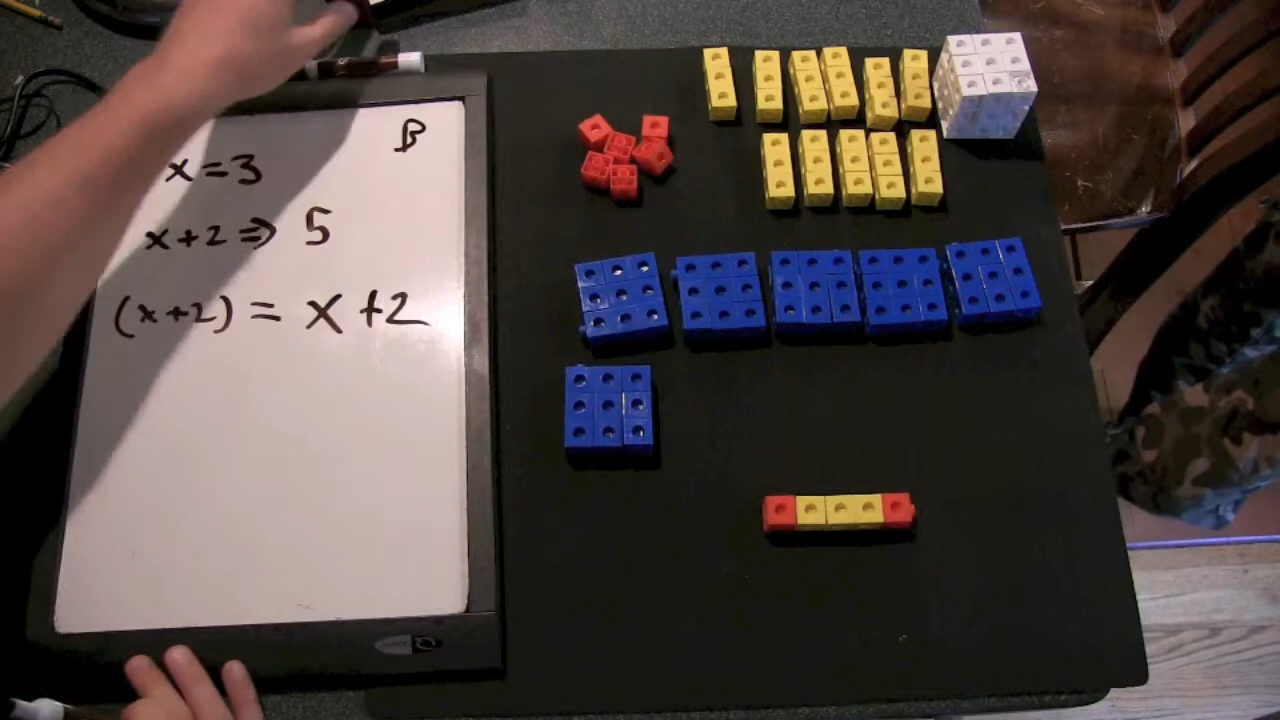 B
x=3
x+2 ⇒ 5
(x+2) = x+2